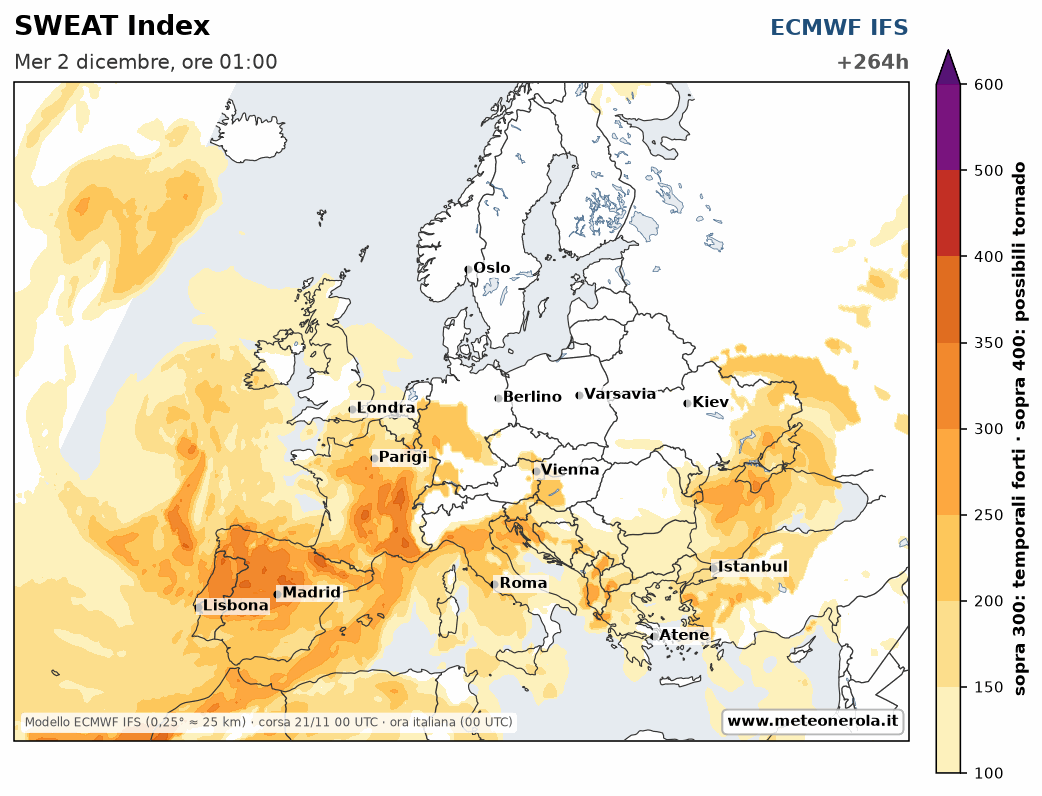 SWEAT Index
ECMWF IFS
Mer 2 dicembre, ore 01:00
+264h
600
500
400
350
300
250
200
150
100
sopra 300: temporali forti · sopra 400: possibili tornado
Oslo
Berlino
Varsavia
Kiev
Londra
Parigi
Vienna
Istanbul
Roma
Madrid
Lisbona
Atene
Modello ECMWF IFS (0,25° ≈ 25 km) · corsa 21/11 00 UTC · ora italiana (00 UTC)
www.meteonerola.it